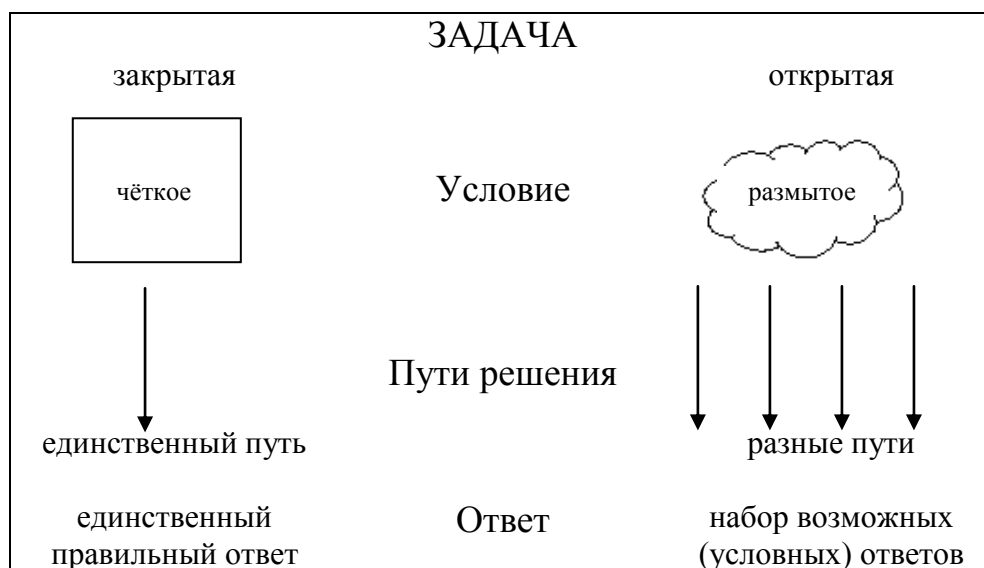 ЗАДАЧА
закрытая
открытая
чёткое
Условие
размытое
Пути решения
единственный путь
разные пути
единственный
правильный ответ
Ответ
набор возможных
(условных) ответов